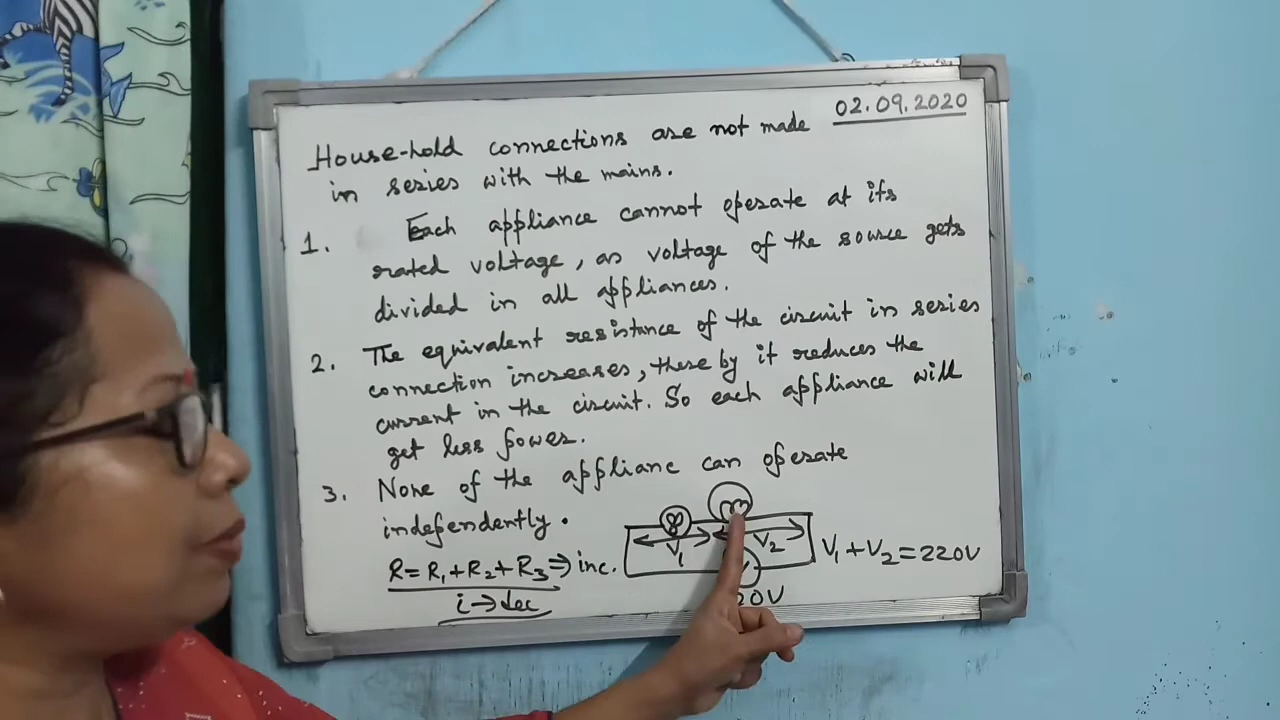 02.09.2020
House-hold connections are not made
in series with the mains.
1. Each appliance cannot operate at its
rated voltage, as voltage of the source gets
divided in all appliances.
2. The equivalent resistance of the circuit in series
connection increases, there by it reduces the
current in the circuit. So each appliance will
get less power.
3. None of the applianc can operate
independently.
R=R₁+R₂+R₃⇒ inc.
i→dec
V₁
V₂
V₁+V₂=220V
20V